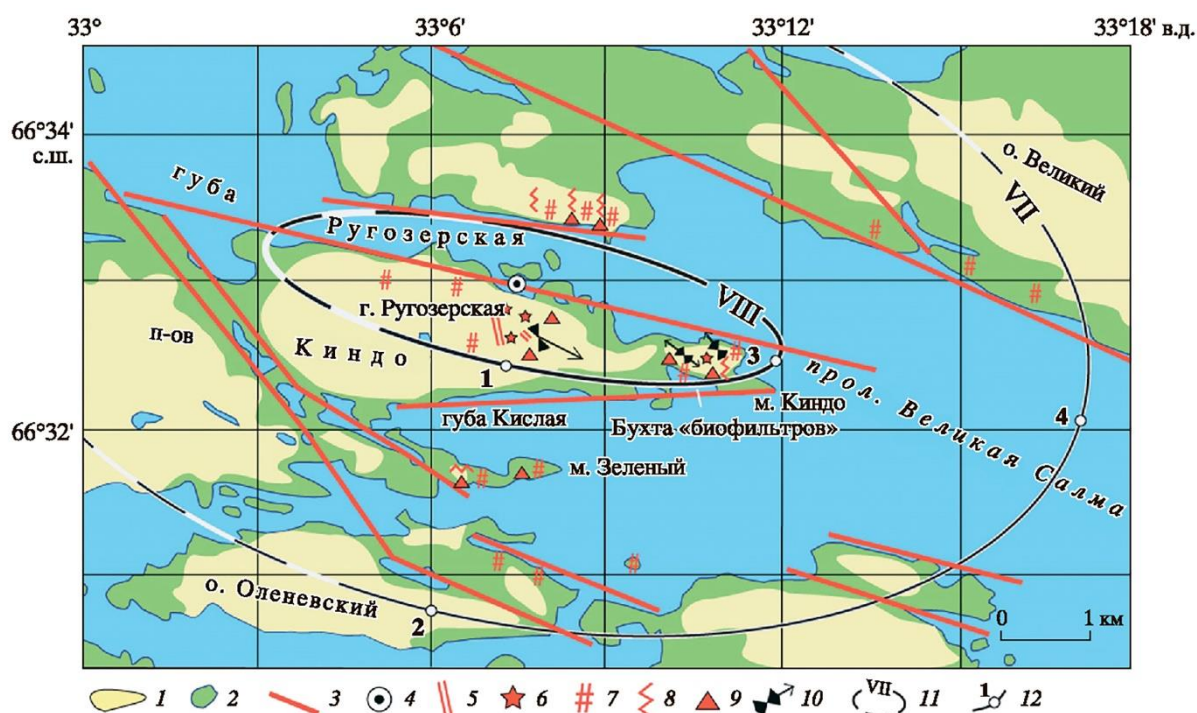 33° 33°6' 33°12' 33°18' в.д.
66°34'
с.ш.
о. Великий
VII
губа
Ругозерская
VIII
г. Ругозерская
п-ов
Киндо
1
3
прол. Великая Салма
4
м. Киндо
губа Кислая
Бухта «биофильтров»
66°32'
м. Зеленый
о. Оленевский
2
0 1 км
1 2 3 4 5 6 7 8 9 10 VII 11 1 12